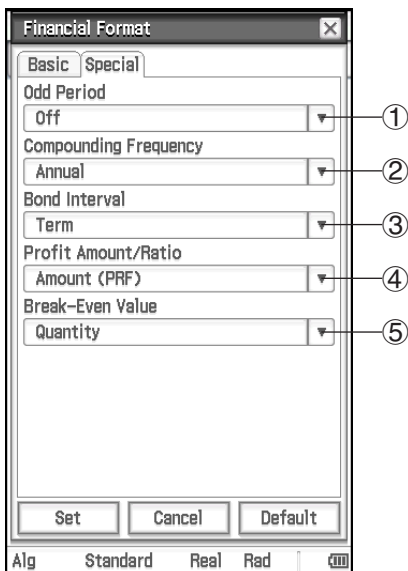 Financial Format
Basic Special
Odd Period
Off ①
Compounding Frequency
Annual ②
Bond Interval
Term ③
Profit Amount/Ratio
Amount (PRF) ④
Break-Even Value
Quantity ⑤
Set Cancel Default
Alg Standard Real Rad